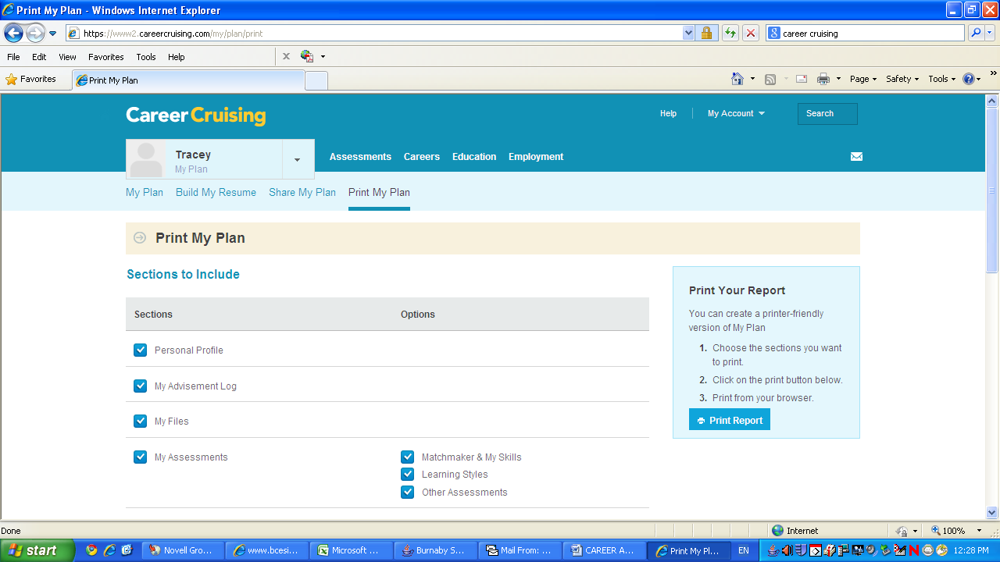 Print My Plan - Windows Internet Explorer
https://www2.careercruising.com/my/plan/print
career cruising
File Edit View Favorites Tools Help
Favorites
Print My Plan
Page Safety Tools
CareerCruising
Help My Account Search
Tracey
My Plan
Assessments Careers Education Employment
My Plan Build My Resume Share My Plan Print My Plan
Print My Plan
Sections to Include
Sections Options
Personal Profile
My Advisement Log
My Files
My Assessments
Matchmaker & My Skills
Learning Styles
Other Assessments
Print Your Report
You can create a printer-friendly
version of My Plan
1. Choose the sections you want
to print.
2. Click on the print button below.
3. Print from your browser.
Print Report
Done Internet 100%
start Novell Gro... www.bcesi... Microsoft ... Burnaby S... Mail From: ... CAREER A... Print My Pl... EN 12:28 PM